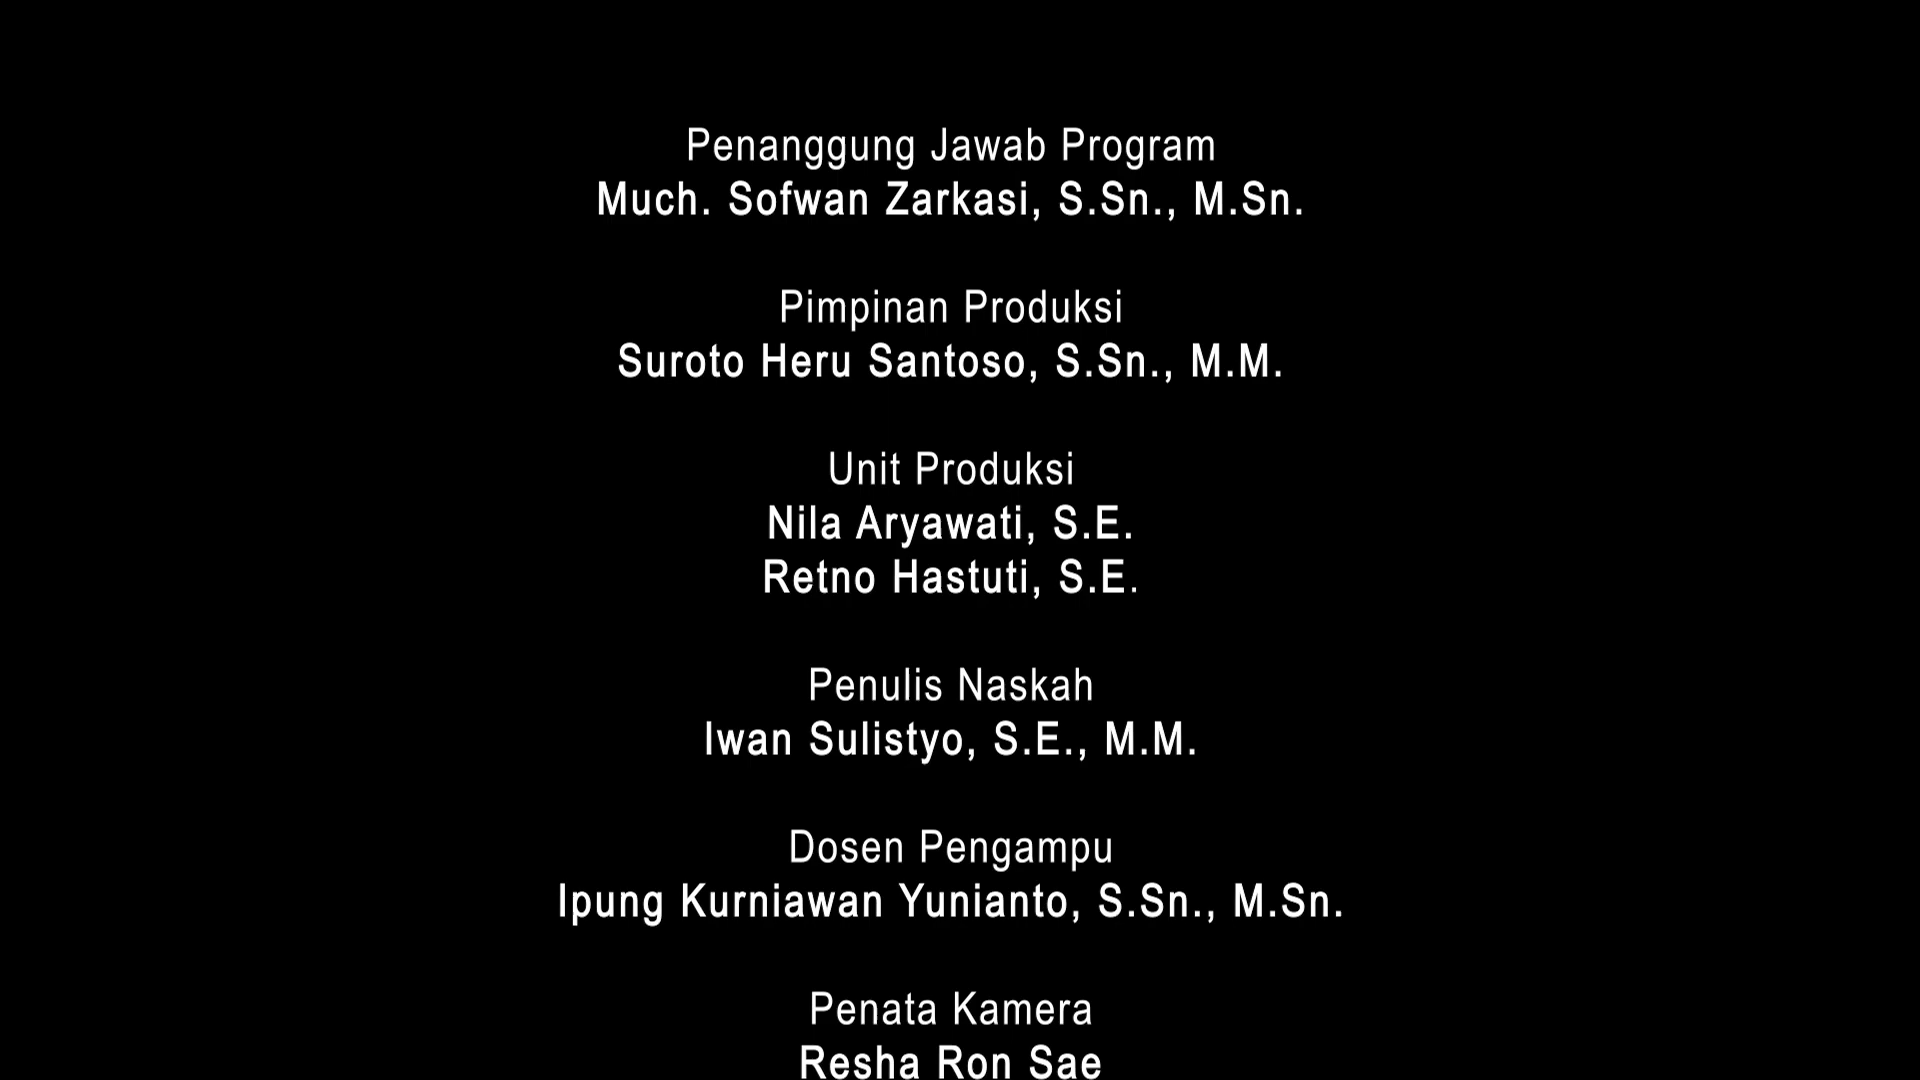 Penanggung Jawab Program
Much. Sofwan Zarkasi, S.Sn., M.Sn.
Pimpinan Produksi
Suroto Heru Santoso, S.Sn., M.M.
Unit Produksi
Nila Aryawati, S.E.
Retno Hastuti, S.E.
Penulis Naskah
Iwan Sulistyo, S.E., M.M.
Dosen Pengampu
Ipung Kurniawan Yunianto, S.Sn., M.Sn.
Penata Kamera
Resha Ron Sae